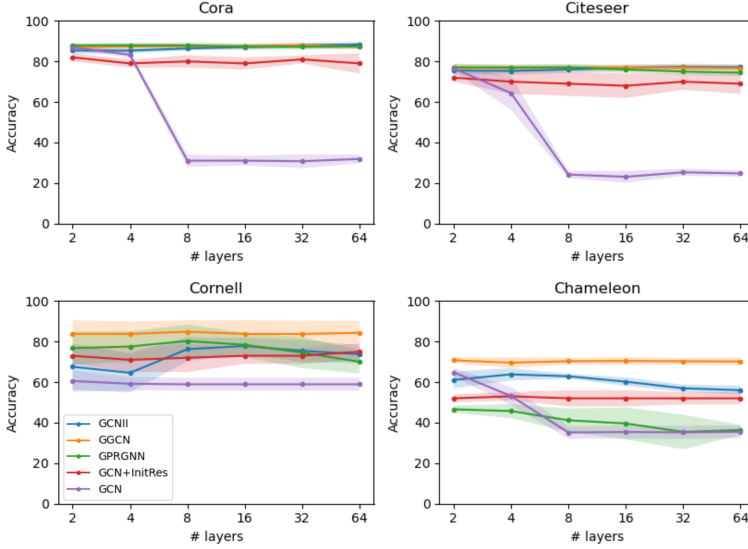 Cora
Accuracy
100
80
60
40
20
0
2 4 8 16 32 64
# layers
Citeseer
Accuracy
100
80
60
40
20
0
2 4 8 16 32 64
# layers
Cornell
Accuracy
100
80
60
40
20
0
GCNII
GGCN
GPRGNN
GCN+InitRes
GCN
2 4 8 16 32 64
# layers
Chameleon
Accuracy
100
80
60
40
20
0
2 4 8 16 32 64
# layers